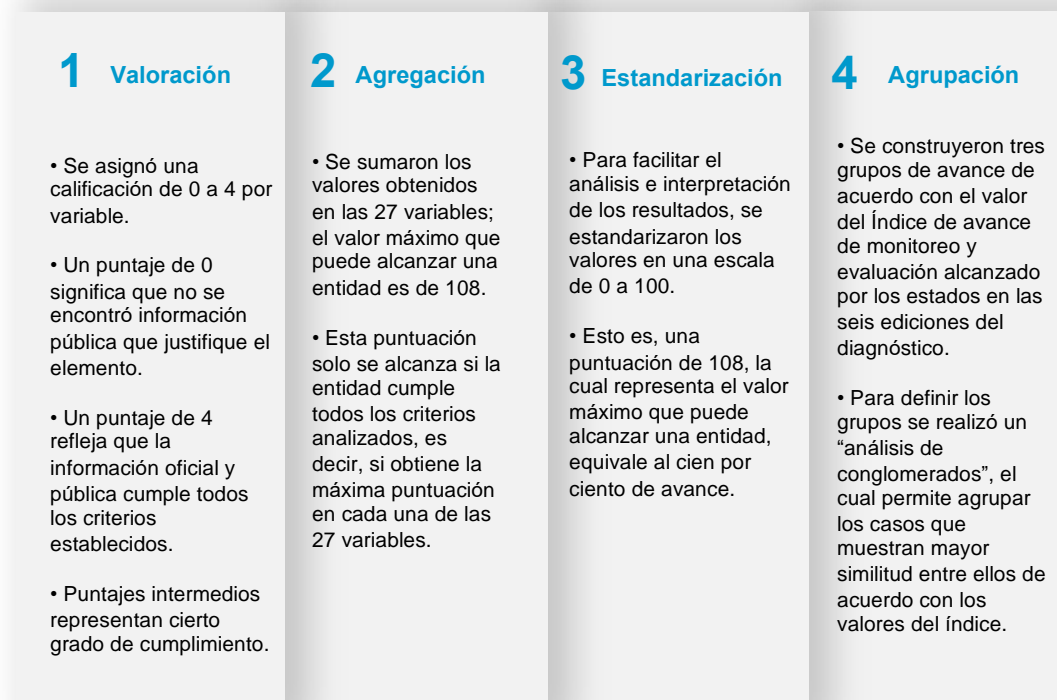 1 Valoración
• Se asignó una
calificación de 0 a 4 por
variable.
• Un puntaje de 0
significa que no se
encontró información
pública que justifique el
elemento.
• Un puntaje de 4
refleja que la
información oficial y
pública cumple todos
los criterios
establecidos.
• Puntajes intermedios
representan cierto
grado de cumplimiento.
2 Agregación
• Se sumaron los
valores obtenidos
en las 27 variables;
el valor máximo que
puede alcanzar una
entidad es de 108.
• Esta puntuación
solo se alcanza si la
entidad cumple
todos los criterios
analizados, es
decir, si obtiene la
máxima puntuación
en cada una de las
27 variables.
3 Estandarización
• Para facilitar el
análisis e interpretación
de los resultados, se
estandarizaron los
valores en una escala
de 0 a 100.
• Esto es, una
puntuación de 108, la
cual representa el valor
máximo que puede
alcanzar una entidad,
equivale al cien por
ciento de avance.
4 Agrupación
• Se construyeron tres
grupos de avance de
acuerdo con el valor
del Índice de avance
de monitoreo y
evaluación alcanzado
por los estados en las
seis ediciones del
diagnóstico.
• Para definir los
grupos se realizó un
“análisis de
conglomerados”, el
cual permite agrupar
los casos que
muestran mayor
similitud entre ellos de
acuerdo con los
valores del índice.